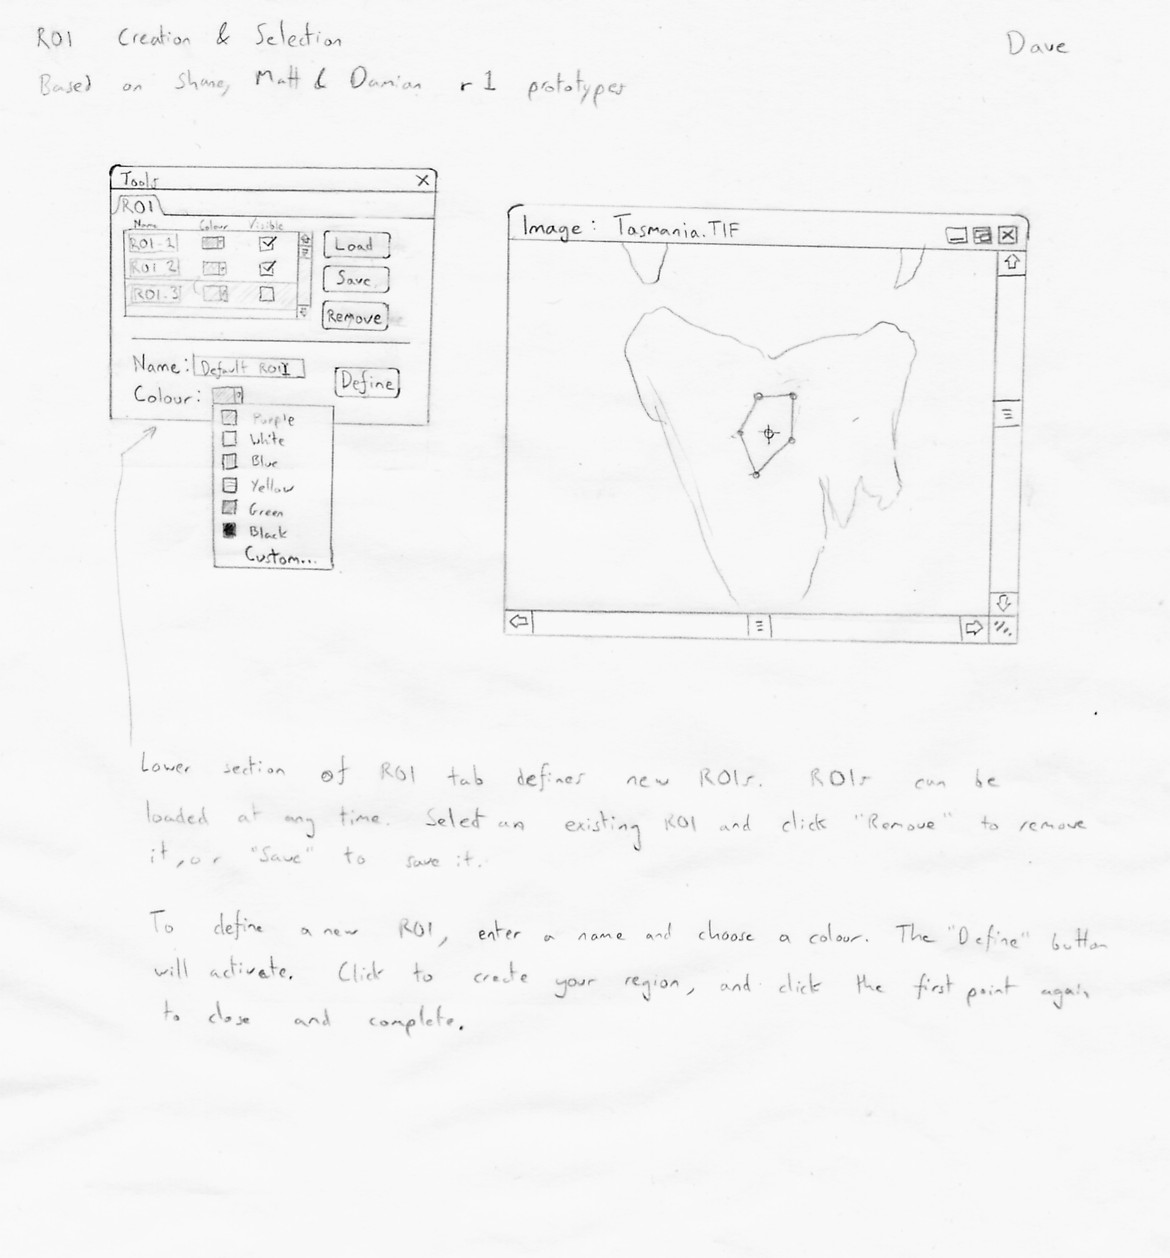 ROI Creation & Selection
Dave
Based on Shane, Matt & Damian r1 prototypes
Tools
ROI
Name Colour Visible
ROI-1
ROI 2
ROI.3
Load
Save
Remove
Name: Default ROI1
Define
Colour:
Purple
White
Blue
Yellow
Green
Black
Custom...
Image: Tasmania.TIF
Lower section of ROI tab defines new ROIs. ROIs can be
loaded at any time. Select an existing ROI and click "Remove" to remove
it, or "Save" to save it.
To define a new ROI, enter a name and choose a colour. The "Define" button
will activate. Click to create your region, and click the first point again
to close and complete.